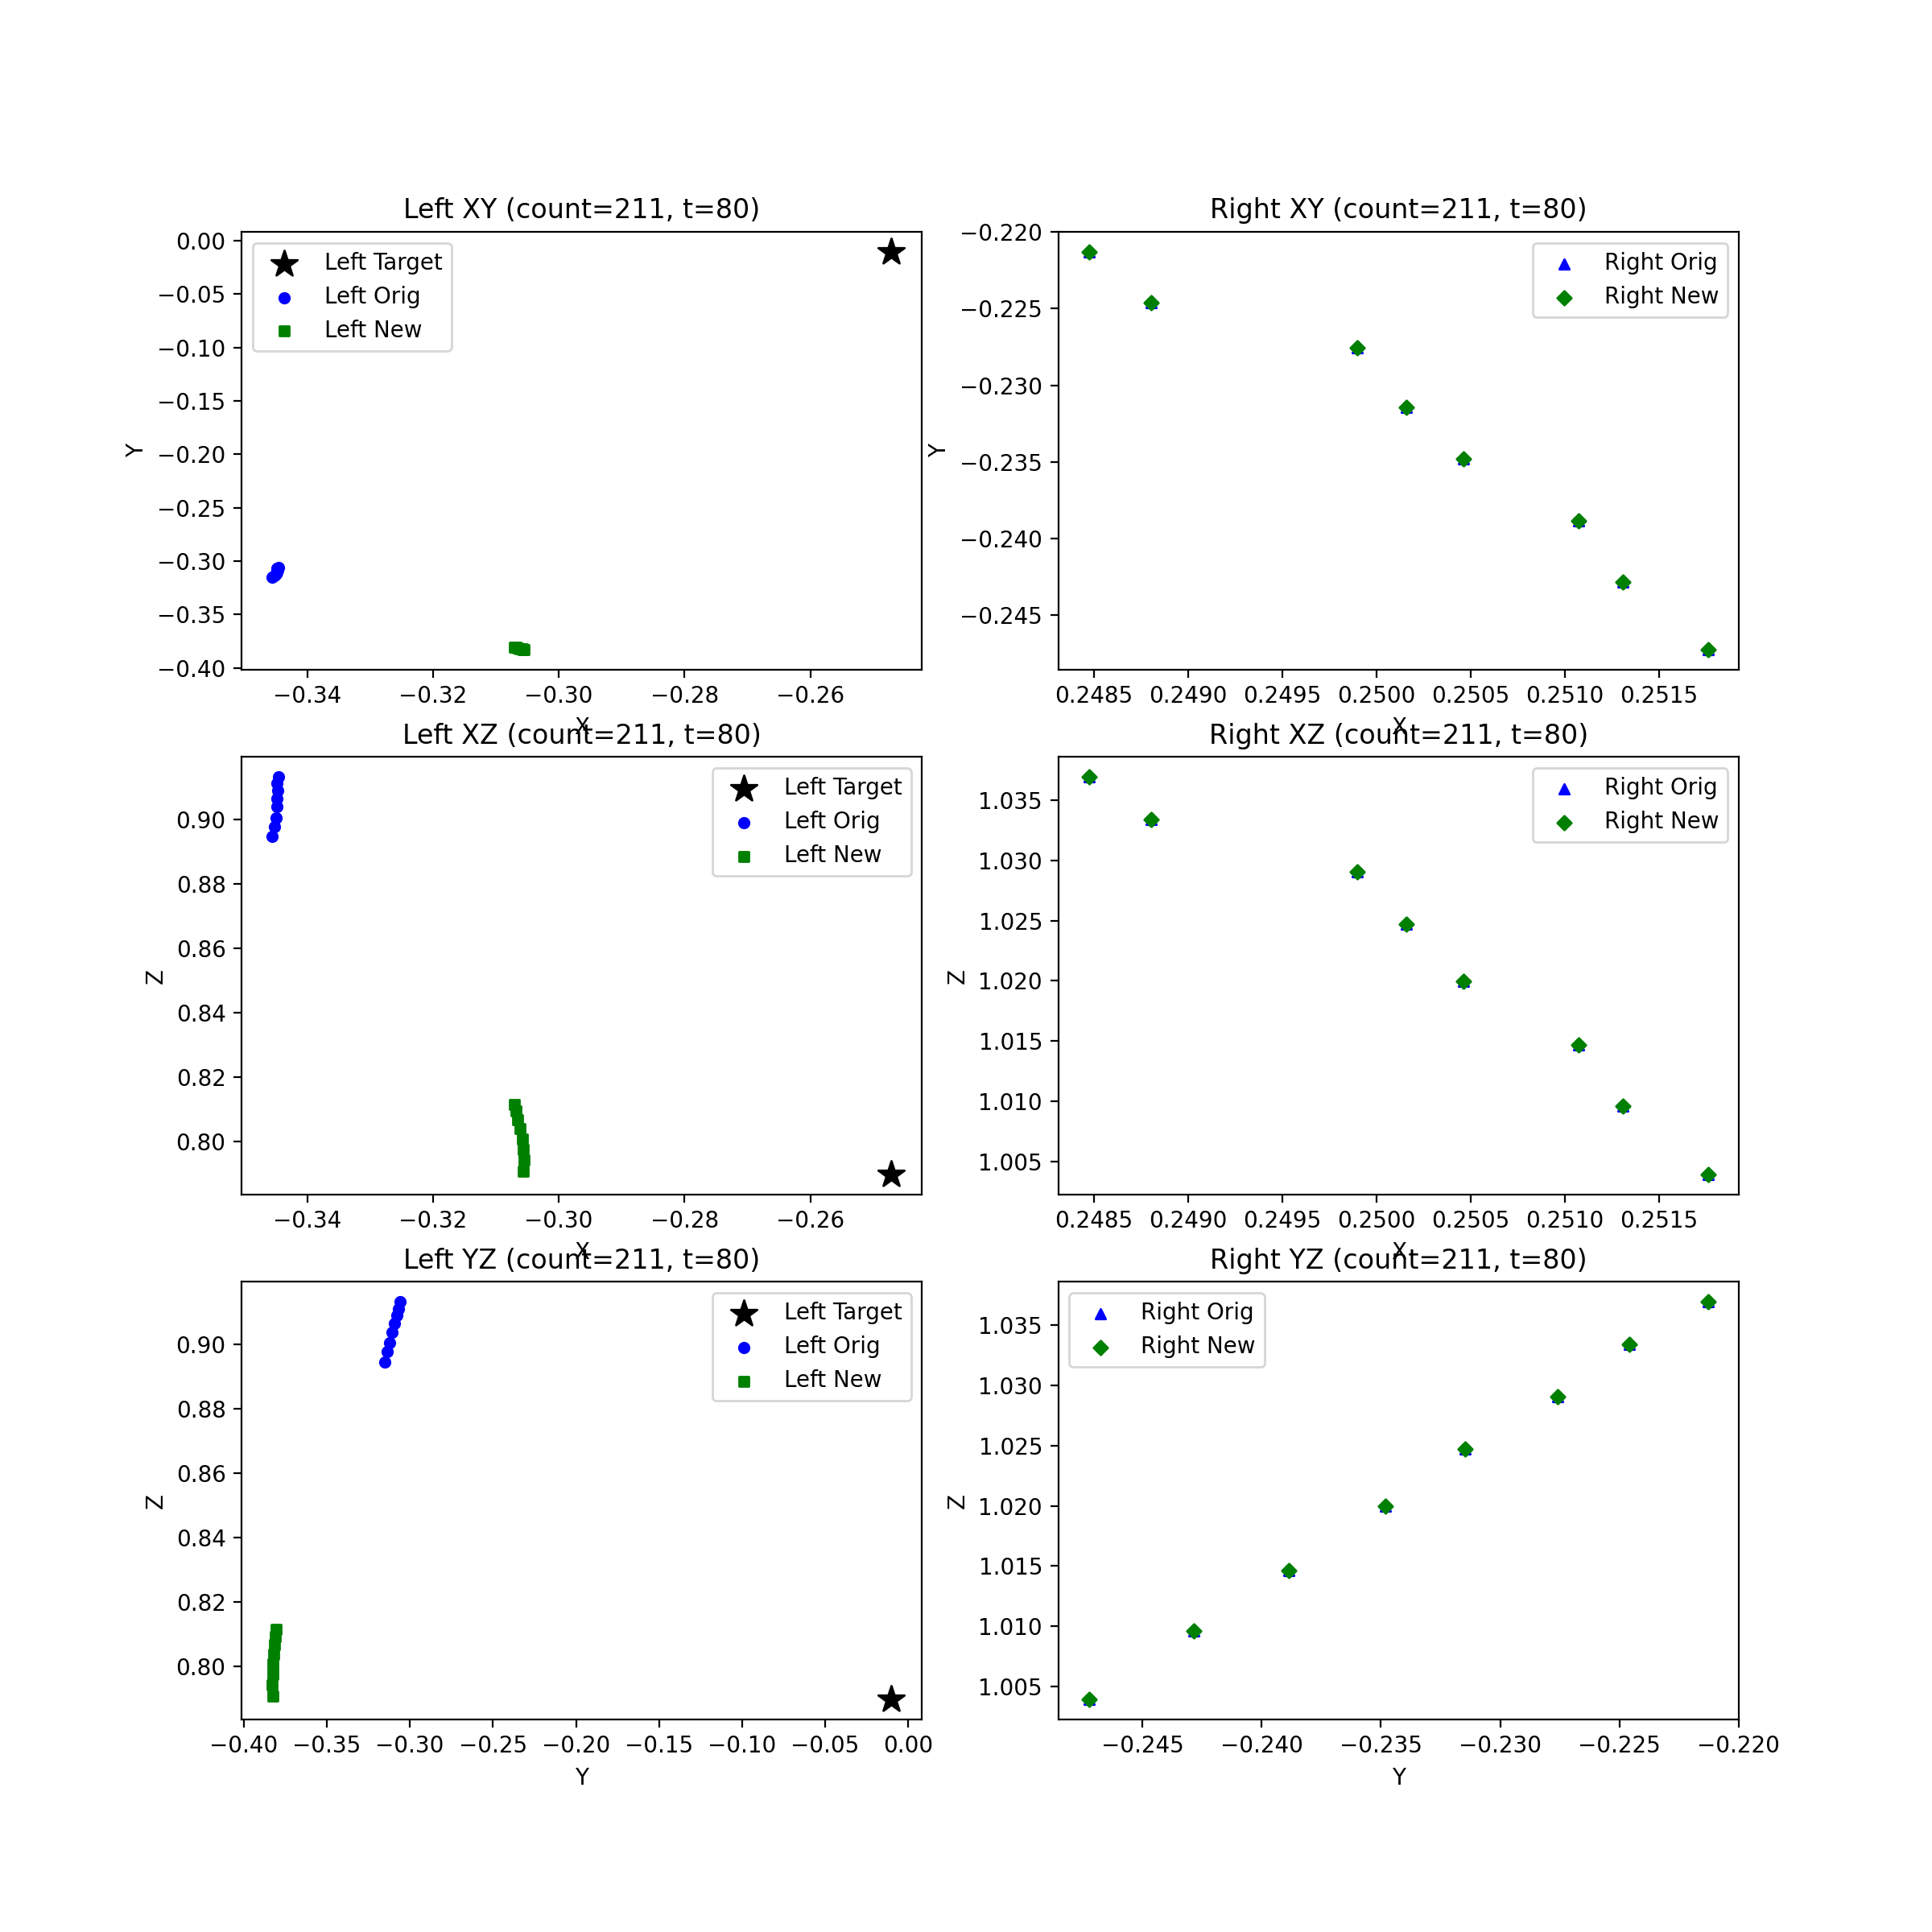 Left XY (count=211, t=80)
Left Target
Left Orig
Left New
0.00
−0.05
−0.10
−0.15
−0.20
−0.25
−0.30
−0.35
−0.40
Y
−0.34 −0.32 −0.30 −0.28 −0.26
X
Right XY (count=211, t=80)
Right Orig
Right New
−0.220
−0.225
−0.230
−0.235
−0.240
−0.245
Y
0.2485 0.2490 0.2495 0.2500 0.2505 0.2510 0.2515
X
Left XZ (count=211, t=80)
Left Target
Left Orig
Left New
0.90
0.88
0.86
0.84
0.82
0.80
Z
−0.34 −0.32 −0.30 −0.28 −0.26
X
Right XZ (count=211, t=80)
Right Orig
Right New
1.035
1.030
1.025
1.020
1.015
1.010
1.005
Z
0.2485 0.2490 0.2495 0.2500 0.2505 0.2510 0.2515
X
Left YZ (count=211, t=80)
Left Target
Left Orig
Left New
0.90
0.88
0.86
0.84
0.82
0.80
Z
−0.40 −0.35 −0.30 −0.25 −0.20 −0.15 −0.10 −0.05 0.00
Y
Right YZ (count=211, t=80)
Right Orig
Right New
1.035
1.030
1.025
1.020
1.015
1.010
1.005
Z
−0.245 −0.240 −0.235 −0.230 −0.225 −0.220
Y